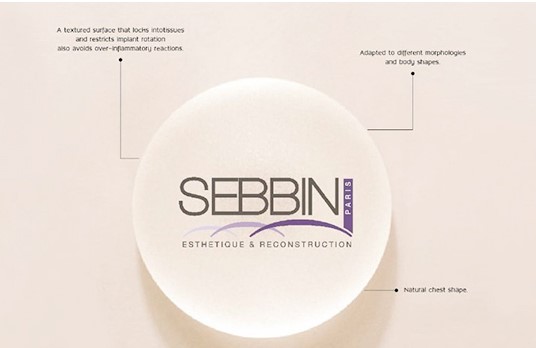 A textured surface that locks intotissues
and restricts implant rotation
also avoids over-inflammatory reactions.
Adapted to different morphologies
and body shapes.
SEBBIN
PARIS
ESTHETIQUE & RECONSTRUCTION
Natural chest shape.